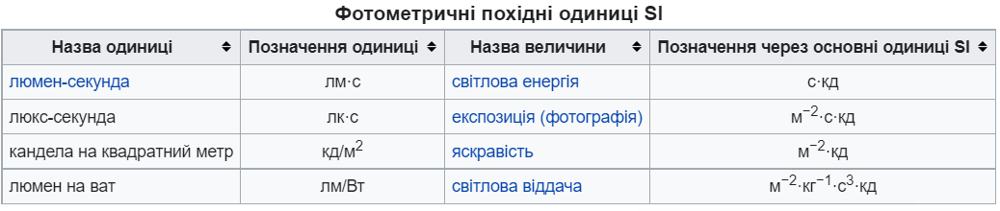 Фотометричні похідні одиниці SI
Назва одиниці Позначення одиниці Назва величини Позначення через основні одиниці SI
люмен-секунда лм·с світлова енергія с·кд
люкс-секунда лк·с експозиція (фотографія) м⁻²·с·кд
кандела на квадратний метр кд/м² яскравість м⁻²·кд
люмен на ват лм/Вт світлова віддача м⁻²·кг⁻¹·с³·кд